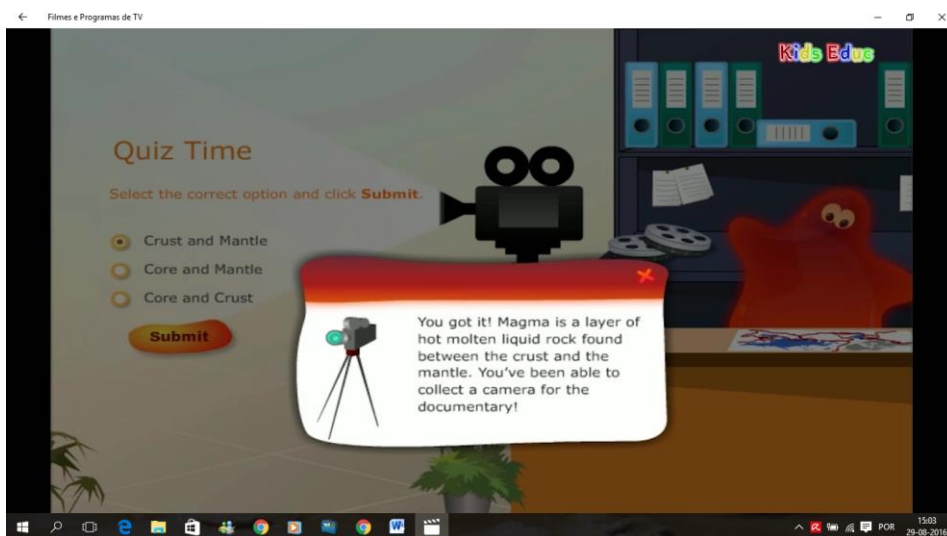 Filmes e Programas de TV
Kids Educ
Quiz Time
Select the correct option and click Submit.
Crust and Mantle
Core and Mantle
Core and Crust
Submit
You got it! Magma is a layer of
hot molten liquid rock found
between the crust and the
mantle. You've been able to
collect a camera for the
documentary!
POR
15:03
29-08-2016